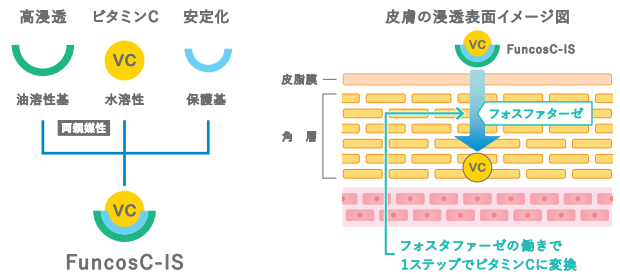 高浸透
ビタミンC
安定化
VC
油溶性基
水溶性
保護基
両親媒性
VC
FuncosC-IS
皮膚の浸透表面イメージ図
VC
FuncosC-IS
皮脂膜
フォスファターゼ
角 層
VC
フォスタファーゼの働きで
1ステップでビタミンCに変換